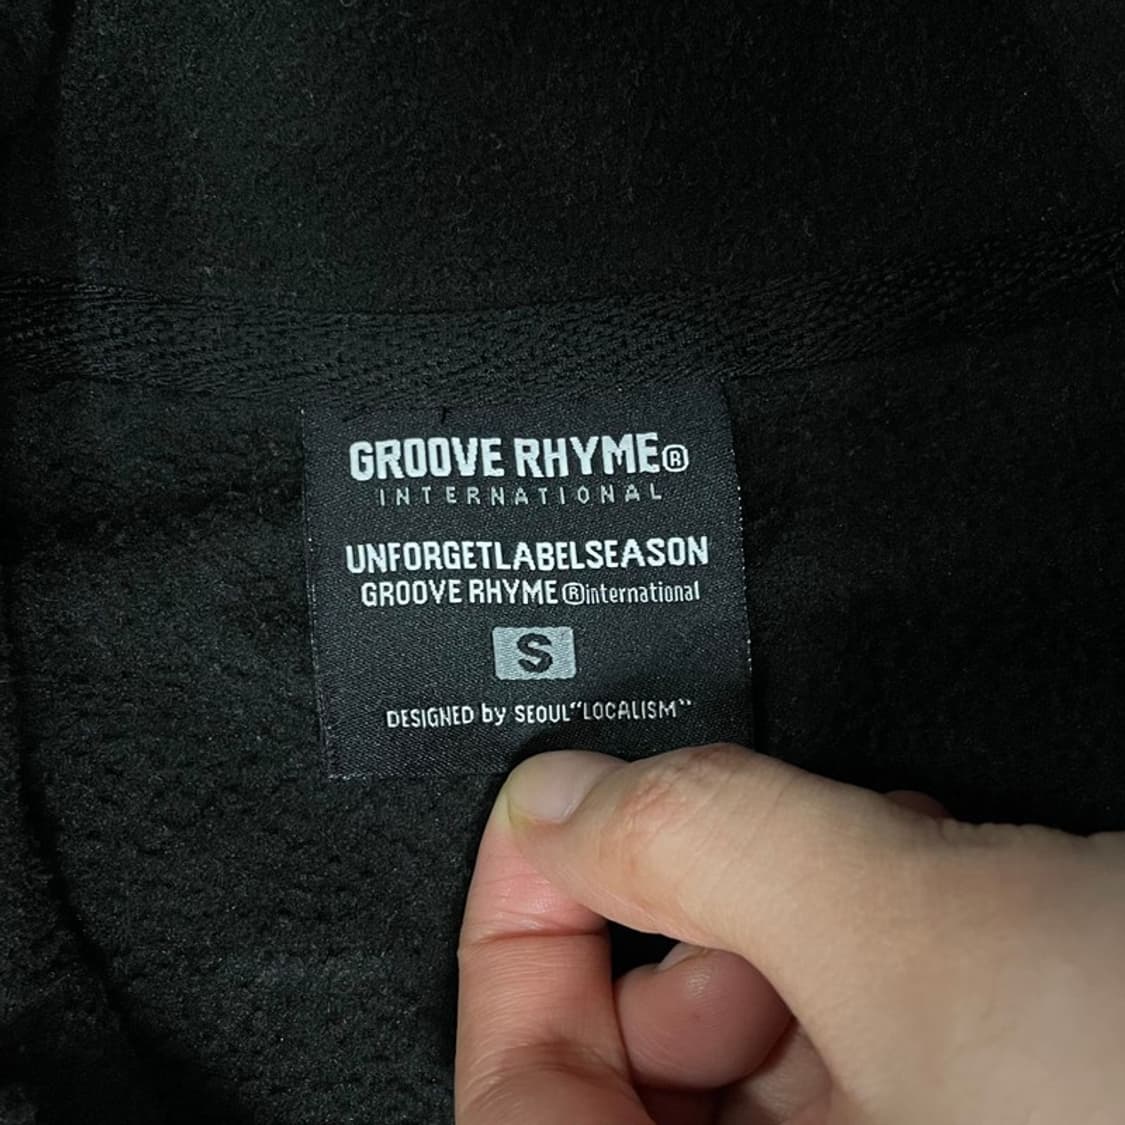 GROOVE RHYME®
INTERNATIONAL
UNFORGETLABELSEASON
GROOVE RHYME®international
S
DESIGNED by SEOUL"LOCALISM"